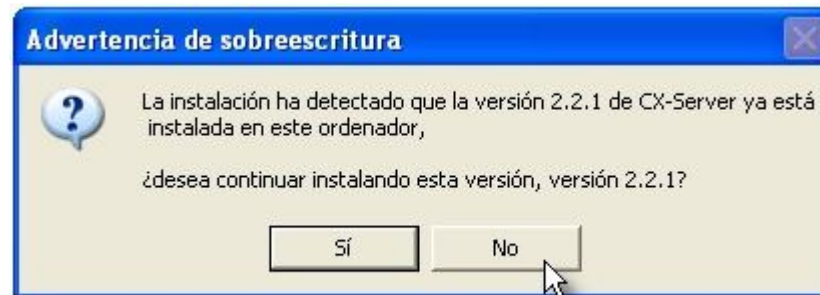 Advertencia de sobreescritura
La instalación ha detectado que la versión 2.2.1 de CX-Server ya está
instalada en este ordenador,
¿desea continuar instalando esta versión, versión 2.2.1?
Sí
No